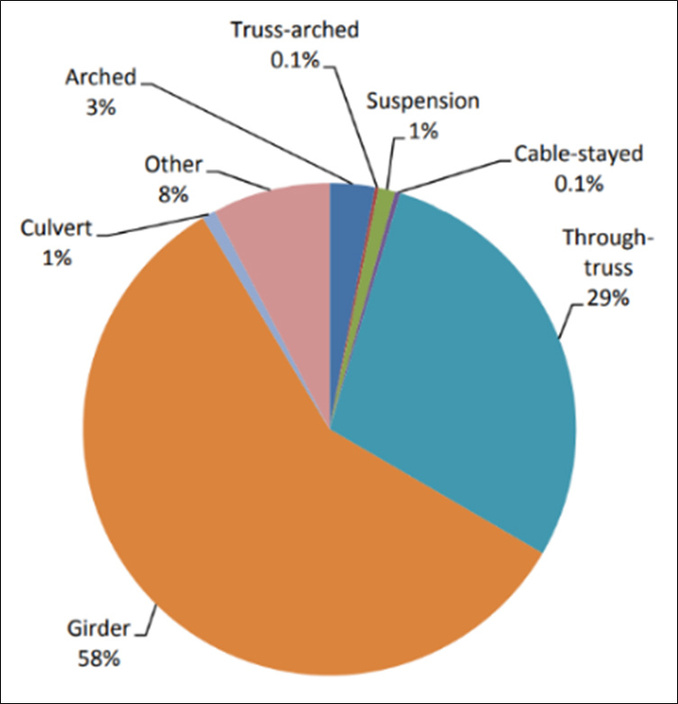 Truss-arched
0.1%
Arched
3%
Suspension
1%
Cable-stayed
0.1%
Other
8%
Culvert
1%
Through-
truss
29%
Girder
58%